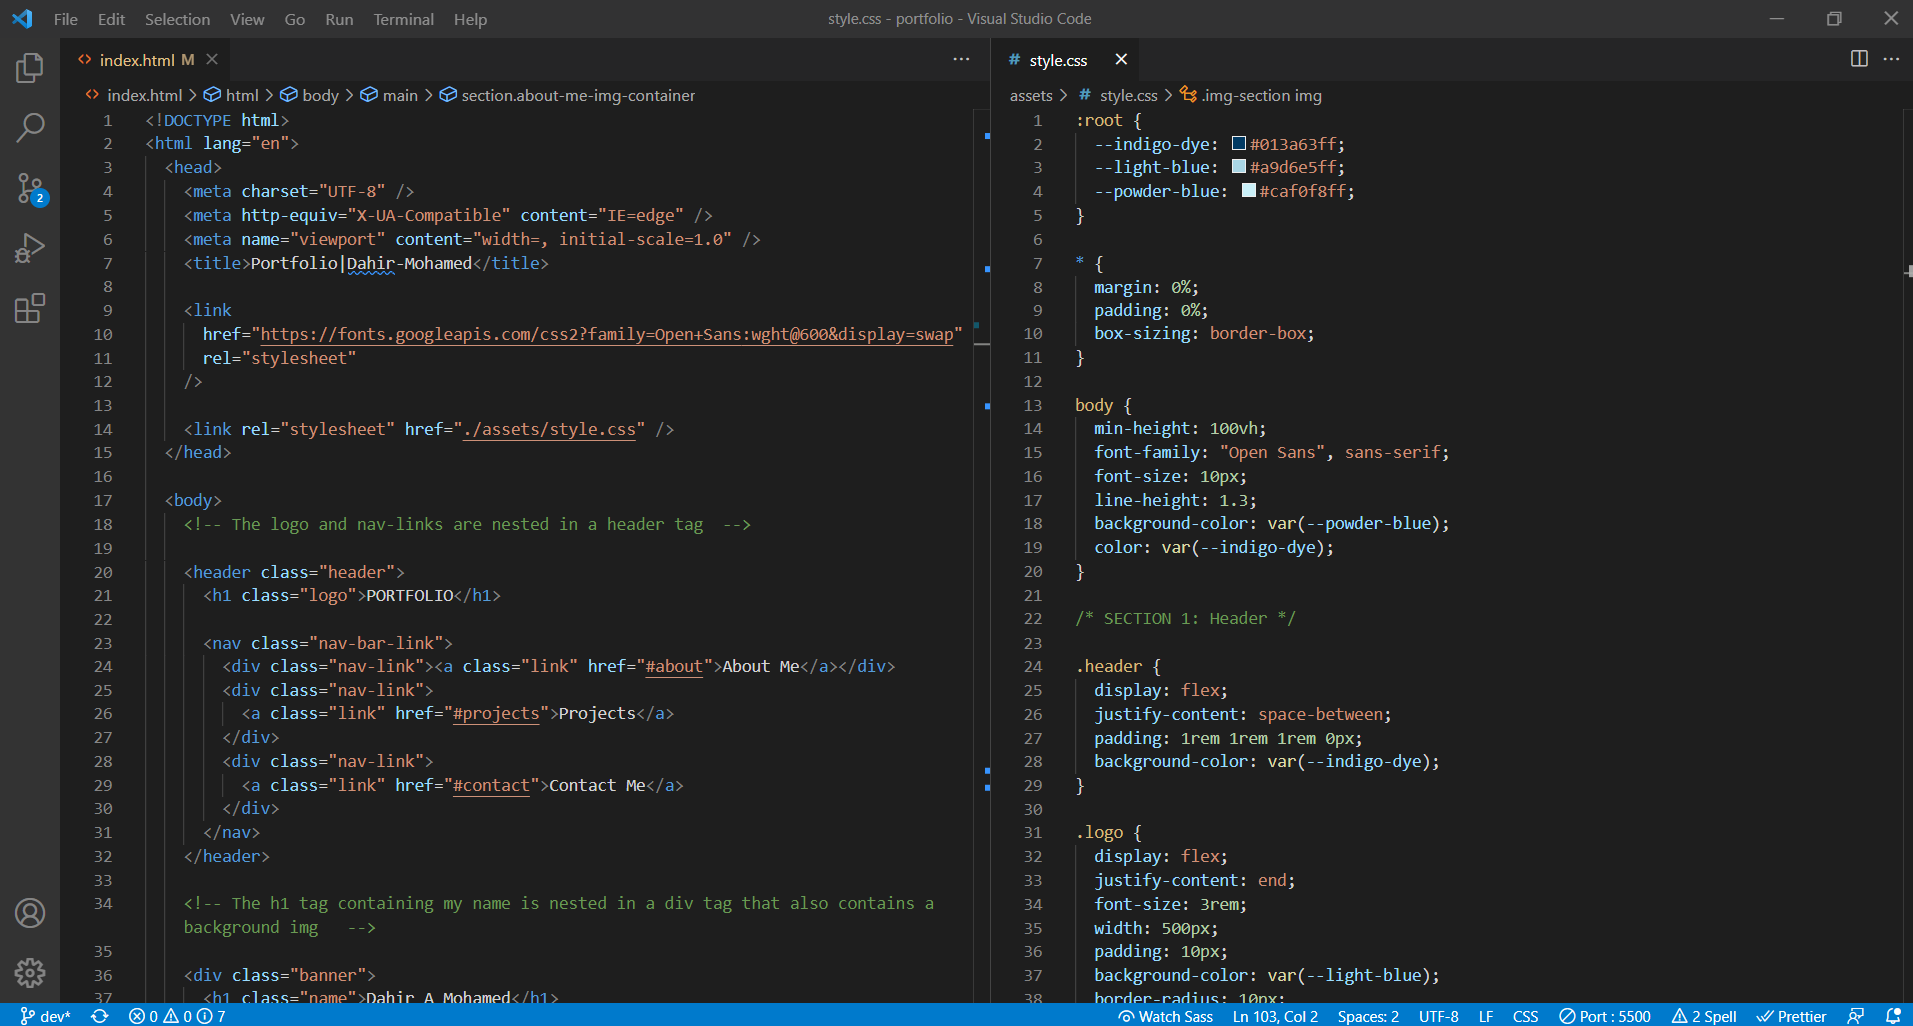 File Edit Selection View Go Run Terminal Help
style.css - portfolio - Visual Studio Code
index.html M
index.html > html > body > main > section.about-me-img-container
1 <!DOCTYPE html>
2 <html lang="en">
3 <head>
4 <meta charset="UTF-8" />
5 <meta http-equiv="X-UA-Compatible" content="IE=edge" />
6 <meta name="viewport" content="width=, initial-scale=1.0" />
7 <title>Portfolio|Dahir-Mohamed</title>
8
9 <link
10 href="https://fonts.googleapis.com/css2?family=Open+Sans:wght@600&display=swap"
11 rel="stylesheet"
12 />
13
14 <link rel="stylesheet" href="./assets/style.css" />
15 </head>
16
17 <body>
18 <!-- The logo and nav-links are nested in a header tag  -->
19
20 <header class="header">
21 <h1 class="logo">PORTFOLIO</h1>
22
23 <nav class="nav-bar-link">
24 <div class="nav-link"><a class="link" href="#about">About Me</a></div>
25 <div class="nav-link">
26 <a class="link" href="#projects">Projects</a>
27 </div>
28 <div class="nav-link">
29 <a class="link" href="#contact">Contact Me</a>
30 </div>
31 </nav>
32 </header>
33
34 <!-- The h1 tag containing my name is nested in a div tag that also contains a
background img   -->
35
36 <div class="banner">
37 <h1 class="name">Dahir A Mohamed</h1>
# style.css
assets > # style.css > .img-section img
1 :root {
2 --indigo-dye: #013a63ff;
3 --light-blue: #a9d6e5ff;
4 --powder-blue: #caf0f8ff;
5 }
6
7 * {
8 margin: 0%;
9 padding: 0%;
10 box-sizing: border-box;
11 }
12
13 body {
14 min-height: 100vh;
15 font-family: "Open Sans", sans-serif;
16 font-size: 10px;
17 line-height: 1.3;
18 background-color: var(--powder-blue);
19 color: var(--indigo-dye);
20 }
21
22 /* SECTION 1: Header */
23
24 .header {
25 display: flex;
26 justify-content: space-between;
27 padding: 1rem 1rem 1rem 0px;
28 background-color: var(--indigo-dye);
29 }
30
31 .logo {
32 display: flex;
33 justify-content: end;
34 font-size: 3rem;
35 width: 500px;
36 padding: 10px;
37 background-color: var(--light-blue);
38 border-radius: 10px;
2
dev* 0 0 7 Watch Sass Ln 103, Col 2 Spaces: 2 UTF-8 LF CSS Port : 5500 2 Spell Prettier